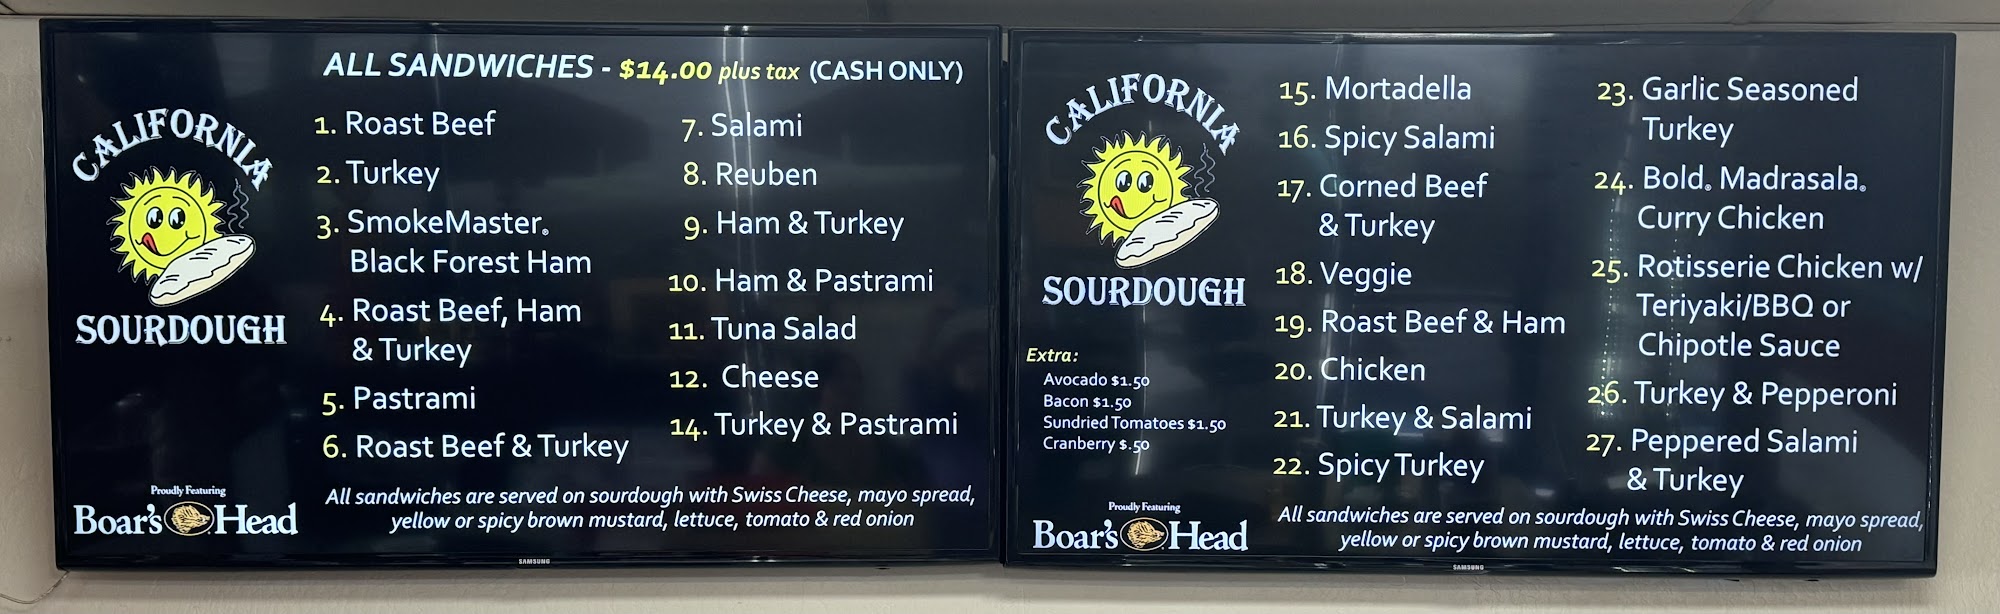 ALL SANDWICHES - $14.00 plus tax (CASH ONLY)
CALIFORNIA
SOURDOUGH
1. Roast Beef
2. Turkey
3. SmokeMaster®
Black Forest Ham
4. Roast Beef, Ham
& Turkey
5. Pastrami
6. Roast Beef & Turkey
7. Salami
8. Reuben
9. Ham & Turkey
10. Ham & Pastrami
11. Tuna Salad
12. Cheese
14. Turkey & Pastrami
Proudly Featuring
Boar's Head
All sandwiches are served on sourdough with Swiss Cheese, mayo spread,
yellow or spicy brown mustard, lettuce, tomato & red onion
SAMSUNG
CALIFORNIA
SOURDOUGH
Extra:
Avocado $1.50
Bacon $1.50
Sundried Tomatoes $1.50
Cranberry $.50
Proudly Featuring
Boar's Head
15. Mortadella
16. Spicy Salami
17. Corned Beef
& Turkey
18. Veggie
19. Roast Beef & Ham
20. Chicken
21. Turkey & Salami
22. Spicy Turkey
23. Garlic Seasoned
Turkey
24. Bold® Madrasala®
Curry Chicken
25. Rotisserie Chicken w/
Teriyaki/BBQ or
Chipotle Sauce
26. Turkey & Pepperoni
27. Peppered Salami
& Turkey
All sandwiches are served on sourdough with Swiss Cheese, mayo spread,
yellow or spicy brown mustard, lettuce, tomato & red onion
SAMSUNG